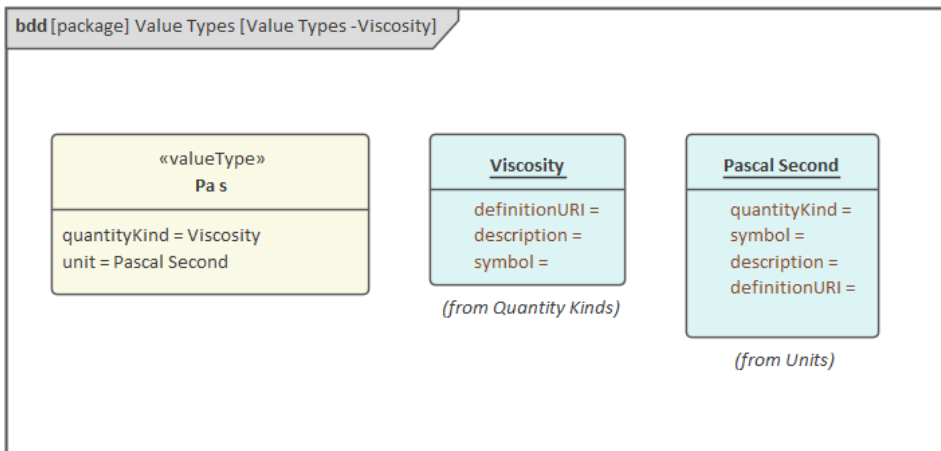 bdd [package] Value Types [Value Types -Viscosity]
«valueType»
Pa s
quantityKind = Viscosity
unit = Pascal Second
Viscosity
definitionURI =
description =
symbol =
(from Quantity Kinds)
Pascal Second
quantityKind =
symbol =
description =
definitionURI =
(from Units)